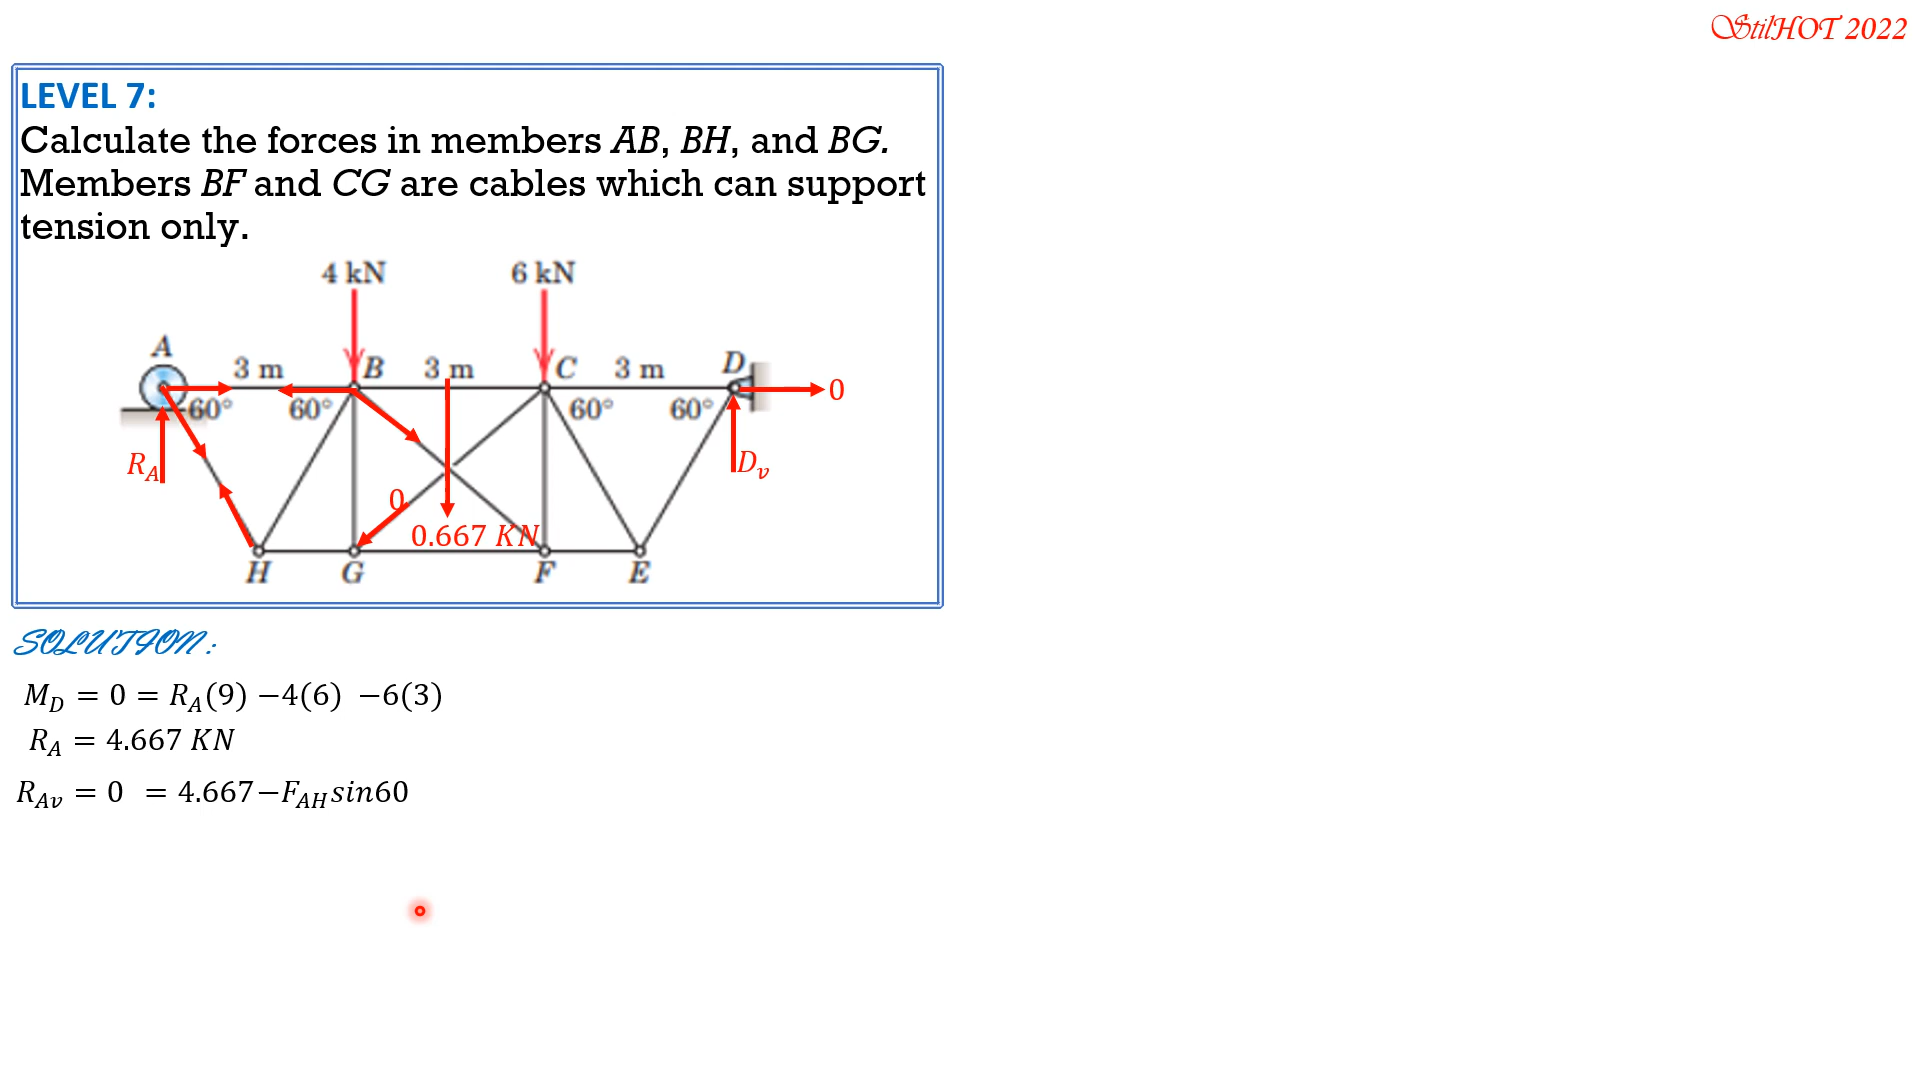 StilHOT 2022
LEVEL 7:
Calculate the forces in members AB, BH, and BG.
Members BF and CG are cables which can support
tension only.
4 kN 6 kN
A 3 m B 3 m C 3 m D
60° 60° 60° 60° 0
R_A D_v
0
0.667 KN
H G F E
SOLUTION:
M_D = 0 = R_A(9) −4(6) −6(3)
R_A = 4.667 KN
R_Av = 0 = 4.667−F_AH sin60